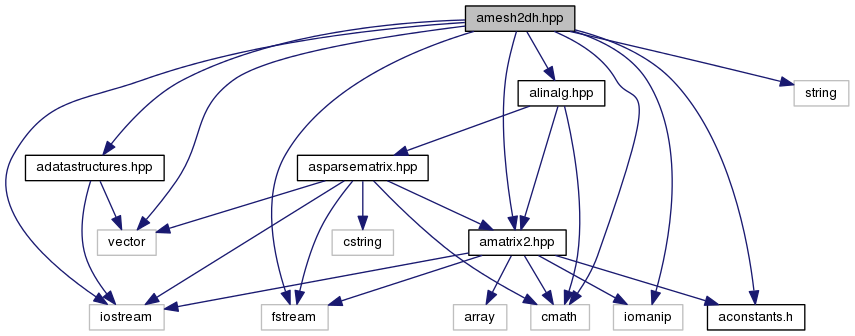 amesh2dh.hpp
alinalg.hpp
string
adatastructures.hpp
asparsematrix.hpp
vector
cstring
amatrix2.hpp
iostream
fstream
array
cmath
iomanip
aconstants.h